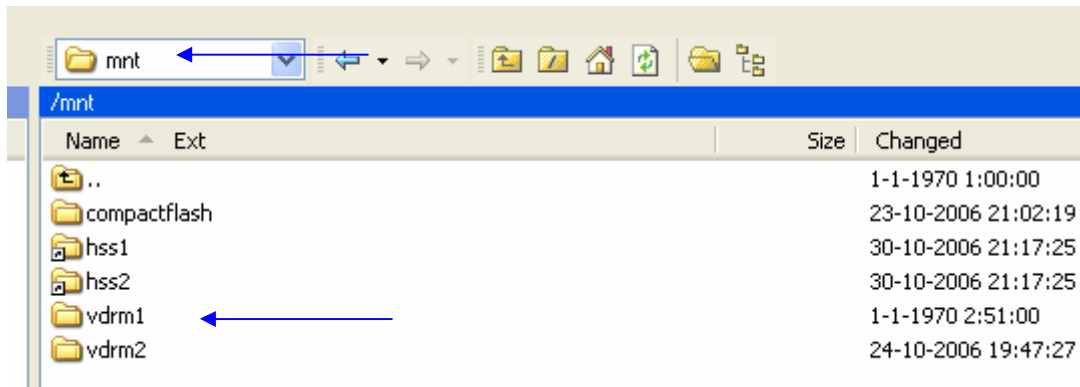 mnt
/mnt
Name Ext Size Changed
.. 1-1-1970 1:00:00
compactflash 23-10-2006 21:02:19
hss1 30-10-2006 21:17:25
hss2 30-10-2006 21:17:25
vdrm1 1-1-1970 2:51:00
vdrm2 24-10-2006 19:47:27